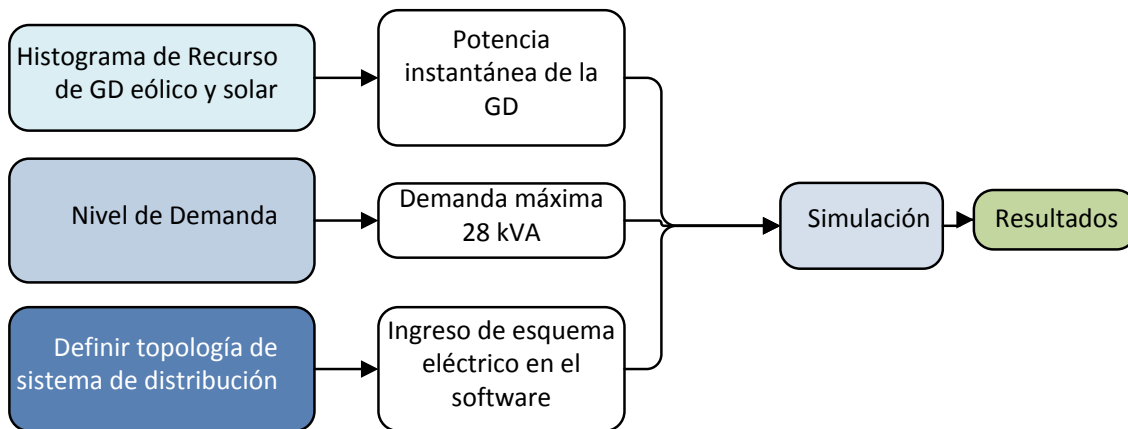 Histograma de Recurso
de GD eólico y solar
Potencia
instantánea de la
GD
Nivel de Demanda
Demanda máxima
28 kVA
Definir topología de
sistema de distribución
Ingreso de esquema
eléctrico en el
software
Simulación
Resultados